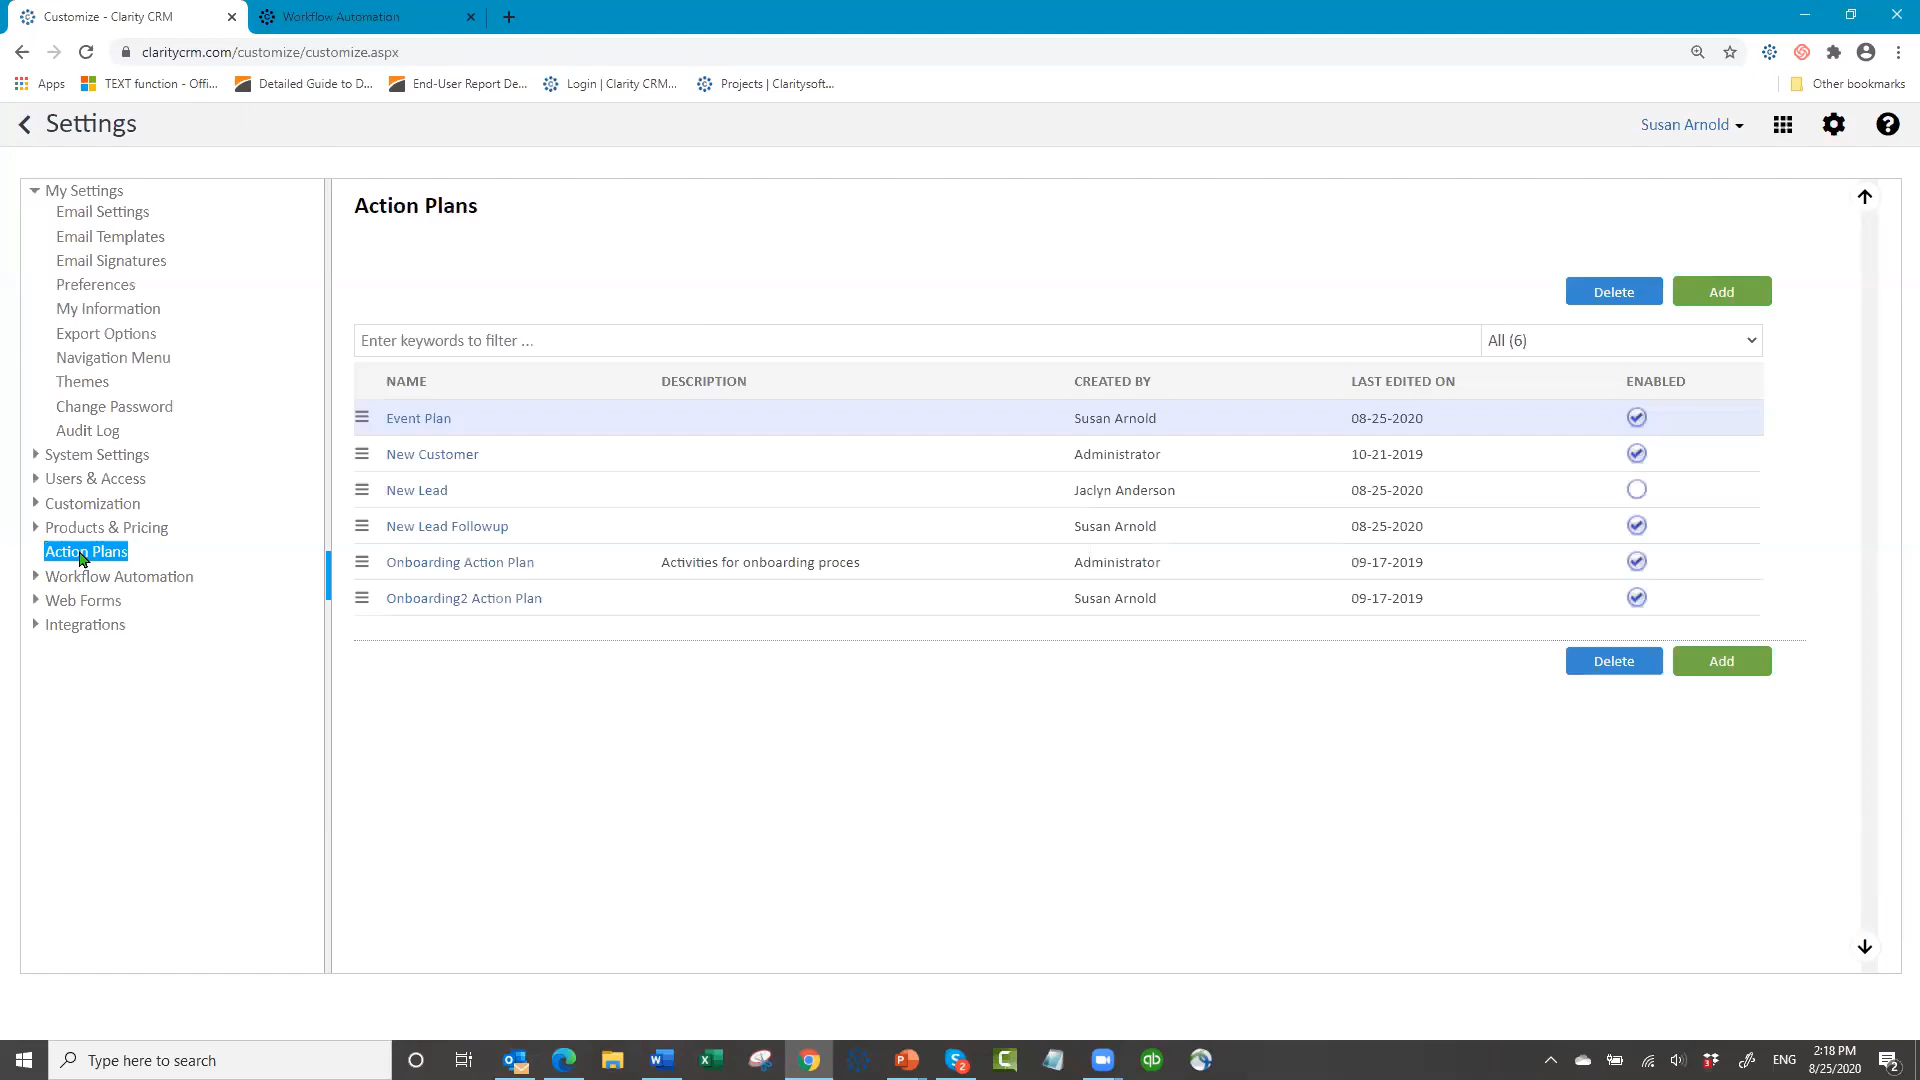 Customize - Clarity CRM
Workflow Automation
claritycrm.com/customize/customize.aspx
Apps
TEXT function - Offi...
Detailed Guide to D...
End-User Report De...
Login | Clarity CRM...
Projects | Claritysoft...
Other bookmarks
Settings
Susan Arnold
My Settings
Email Settings
Email Templates
Email Signatures
Preferences
My Information
Export Options
Navigation Menu
Themes
Change Password
Audit Log
System Settings
Users & Access
Customization
Products & Pricing
Action Plans
Workflow Automation
Web Forms
Integrations
Action Plans
Delete Add
Enter keywords to filter ... All (6)
NAME DESCRIPTION CREATED BY LAST EDITED ON ENABLED
Event Plan Susan Arnold 08-25-2020
New Customer Administrator 10-21-2019
New Lead Jaclyn Anderson 08-25-2020
New Lead Followup Susan Arnold 08-25-2020
Onboarding Action Plan Activities for onboarding proces Administrator 09-17-2019
Onboarding2 Action Plan Susan Arnold 09-17-2019
Delete Add
Type here to search
ENG
2:18 PM
8/25/2020
2